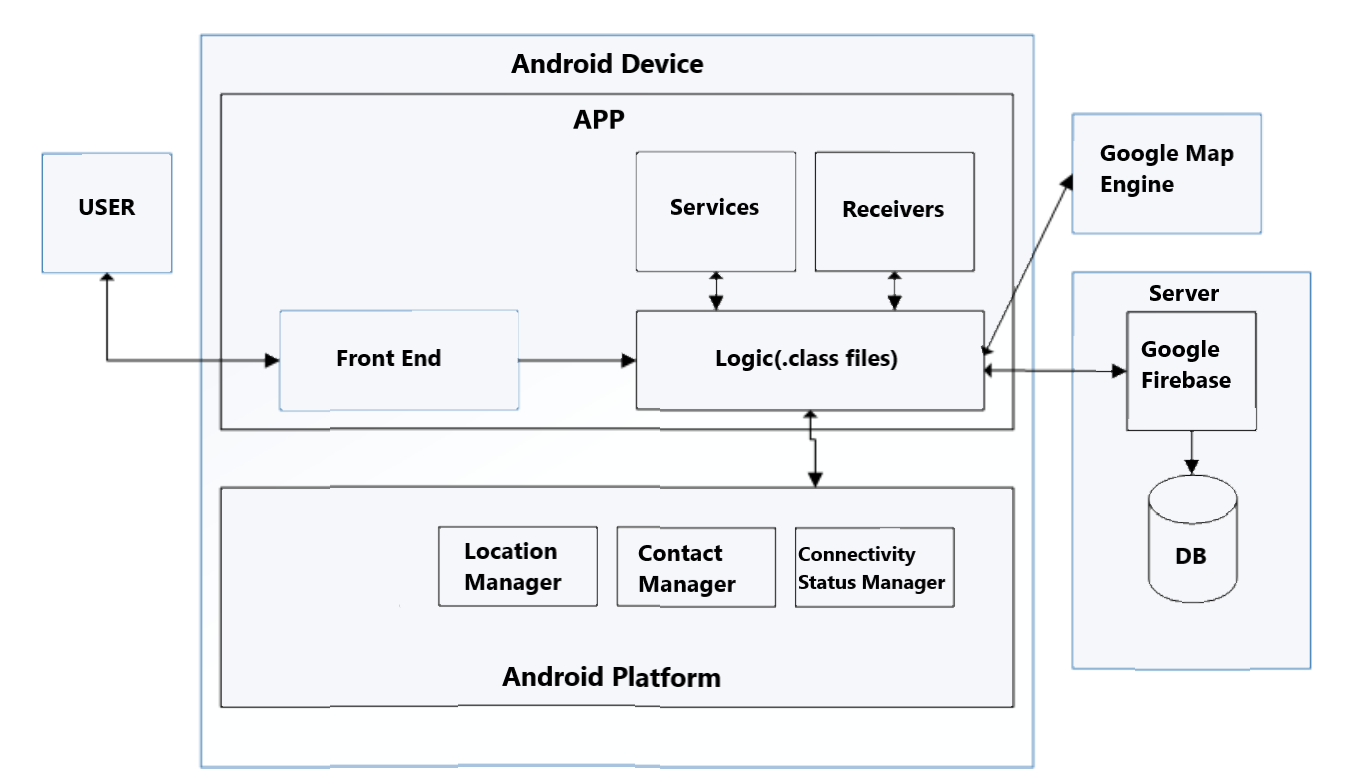 Android Device
APP
USER
Services
Receivers
Google Map
Engine
Front End
Logic(.class files)
Server
Google
Firebase
DB
Location
Manager
Contact
Manager
Connectivity
Status Manager
Android Platform